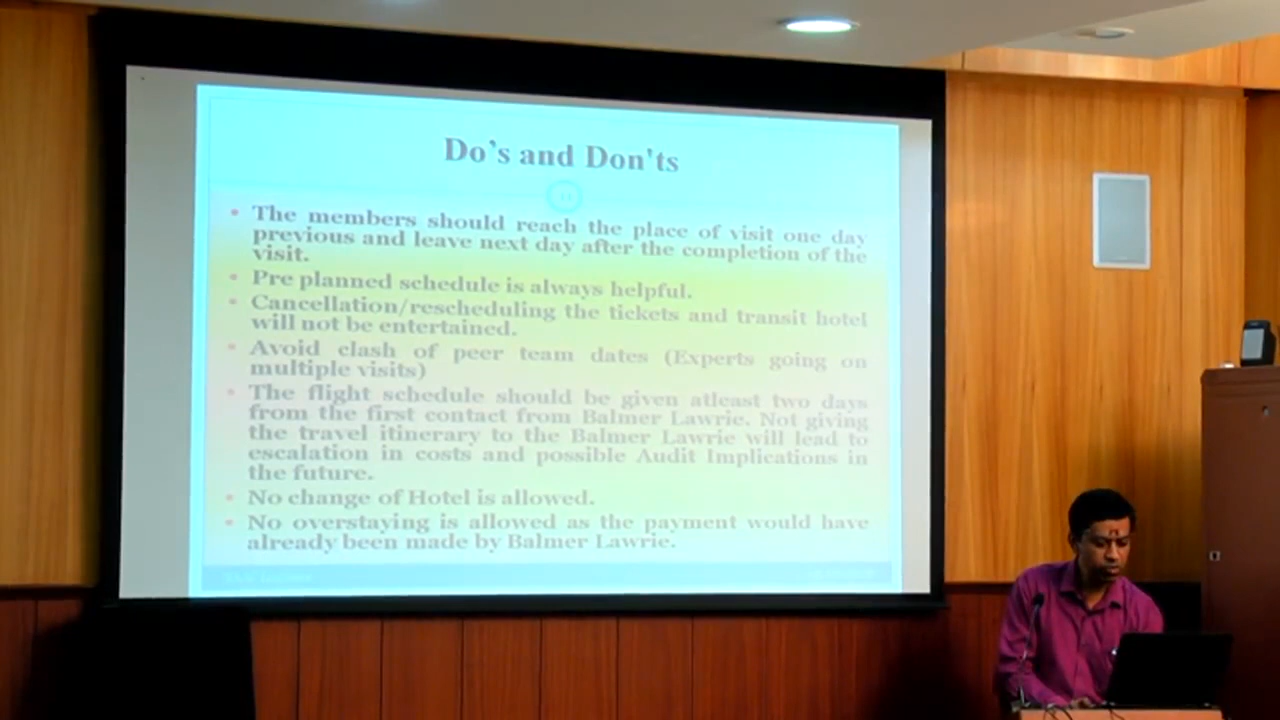 Do's and Don'ts
• The members should reach the place of visit one day
previous and leave next day after the completion of the
visit.
• Pre planned schedule is always helpful.
• Cancellation/rescheduling the tickets and transit hotel
will not be entertained.
• Avoid clash of peer team dates (Experts going on
multiple visits)
• The flight schedule should be given atleast two days
from the first contact from Balmer Lawrie. Not giving
the travel itinerary to the Balmer Lawrie will lead to
escalation in costs and possible Audit Implications in
the future.
• No change of Hotel is allowed.
• No overstaying is allowed as the payment would have
already been made by Balmer Lawrie.